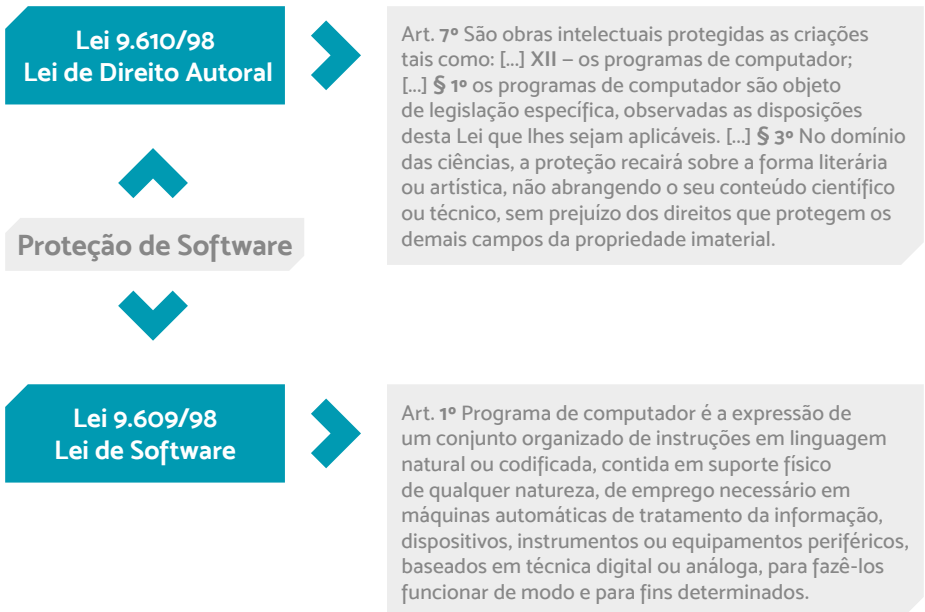 Lei 9.610/98
Lei de Direito Autoral
Art. 7º São obras intelectuais protegidas as criações
tais como: [...] XII – os programas de computador;
[...] § 1º os programas de computador são objeto
de legislação específica, observadas as disposições
desta Lei que lhes sejam aplicáveis. [...] § 3º No domínio
das ciências, a proteção recairá sobre a forma literária
ou artística, não abrangendo o seu conteúdo científico
ou técnico, sem prejuízo dos direitos que protegem os
demais campos da propriedade imaterial.
Proteção de Software
Lei 9.609/98
Lei de Software
Art. 1º Programa de computador é a expressão de
um conjunto organizado de instruções em linguagem
natural ou codificada, contida em suporte físico
de qualquer natureza, de emprego necessário em
máquinas automáticas de tratamento da informação,
dispositivos, instrumentos ou equipamentos periféricos,
baseados em técnica digital ou análoga, para fazê-los
funcionar de modo e para fins determinados.